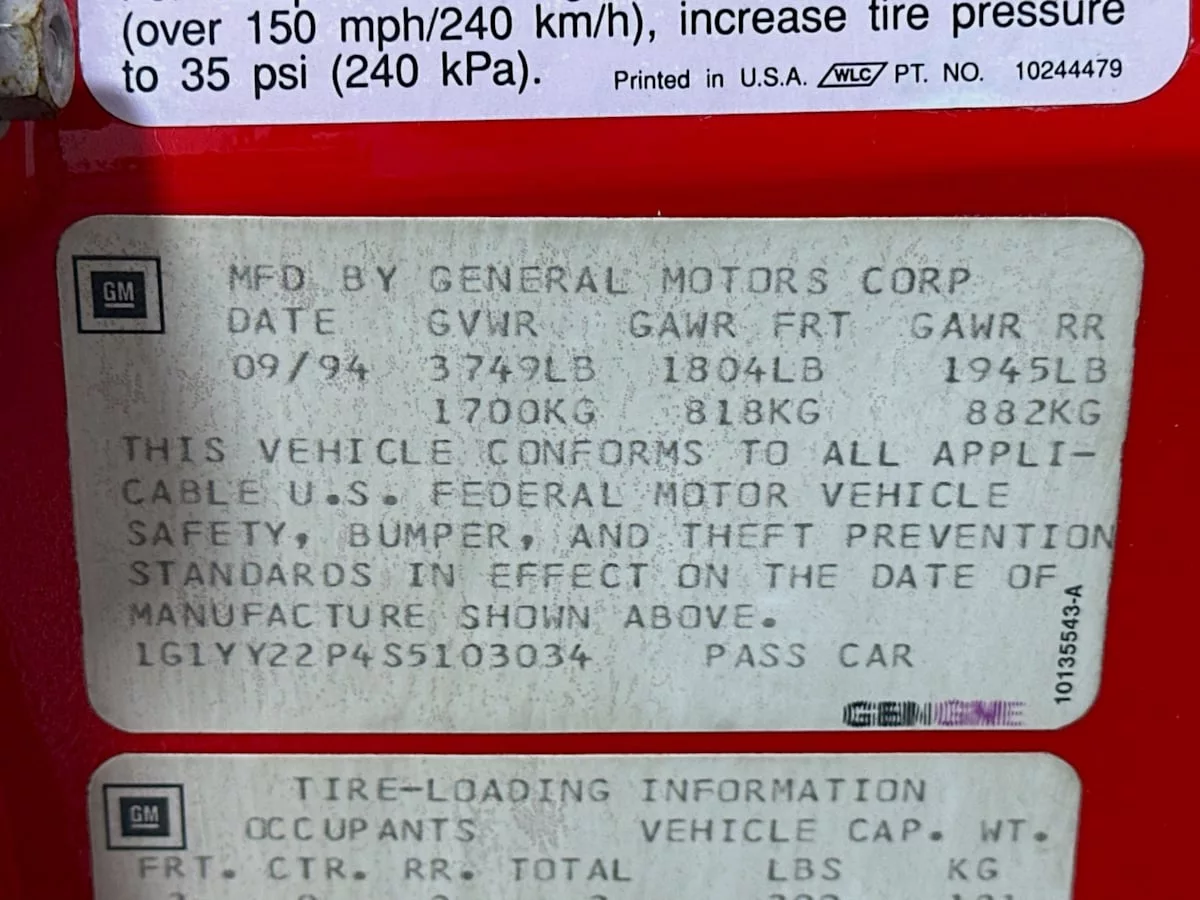 (over 150 mph/240 km/h), increase tire pressure
to 35 psi (240 kPa).
Printed in U.S.A. WLC PT. NO. 10244479
GM
MFD BY GENERAL MOTORS CORP
DATE GVWR GAWR FRT GAWR RR
09/94 3749LB 1804LB 1945LB
1700KG 818KG 882KG
THIS VEHICLE CONFORMS TO ALL APPLI-
CABLE U.S. FEDERAL MOTOR VEHICLE
SAFETY, BUMPER, AND THEFT PREVENTION
STANDARDS IN EFFECT ON THE DATE OF
MANUFACTURE SHOWN ABOVE.
1G1YY22P4S5103034 PASS CAR
10135543-A
GM
TIRE-LOADING INFORMATION
OCCUPANTS VEHICLE CAP. WT.
FRT. CTR. RR. TOTAL LBS KG